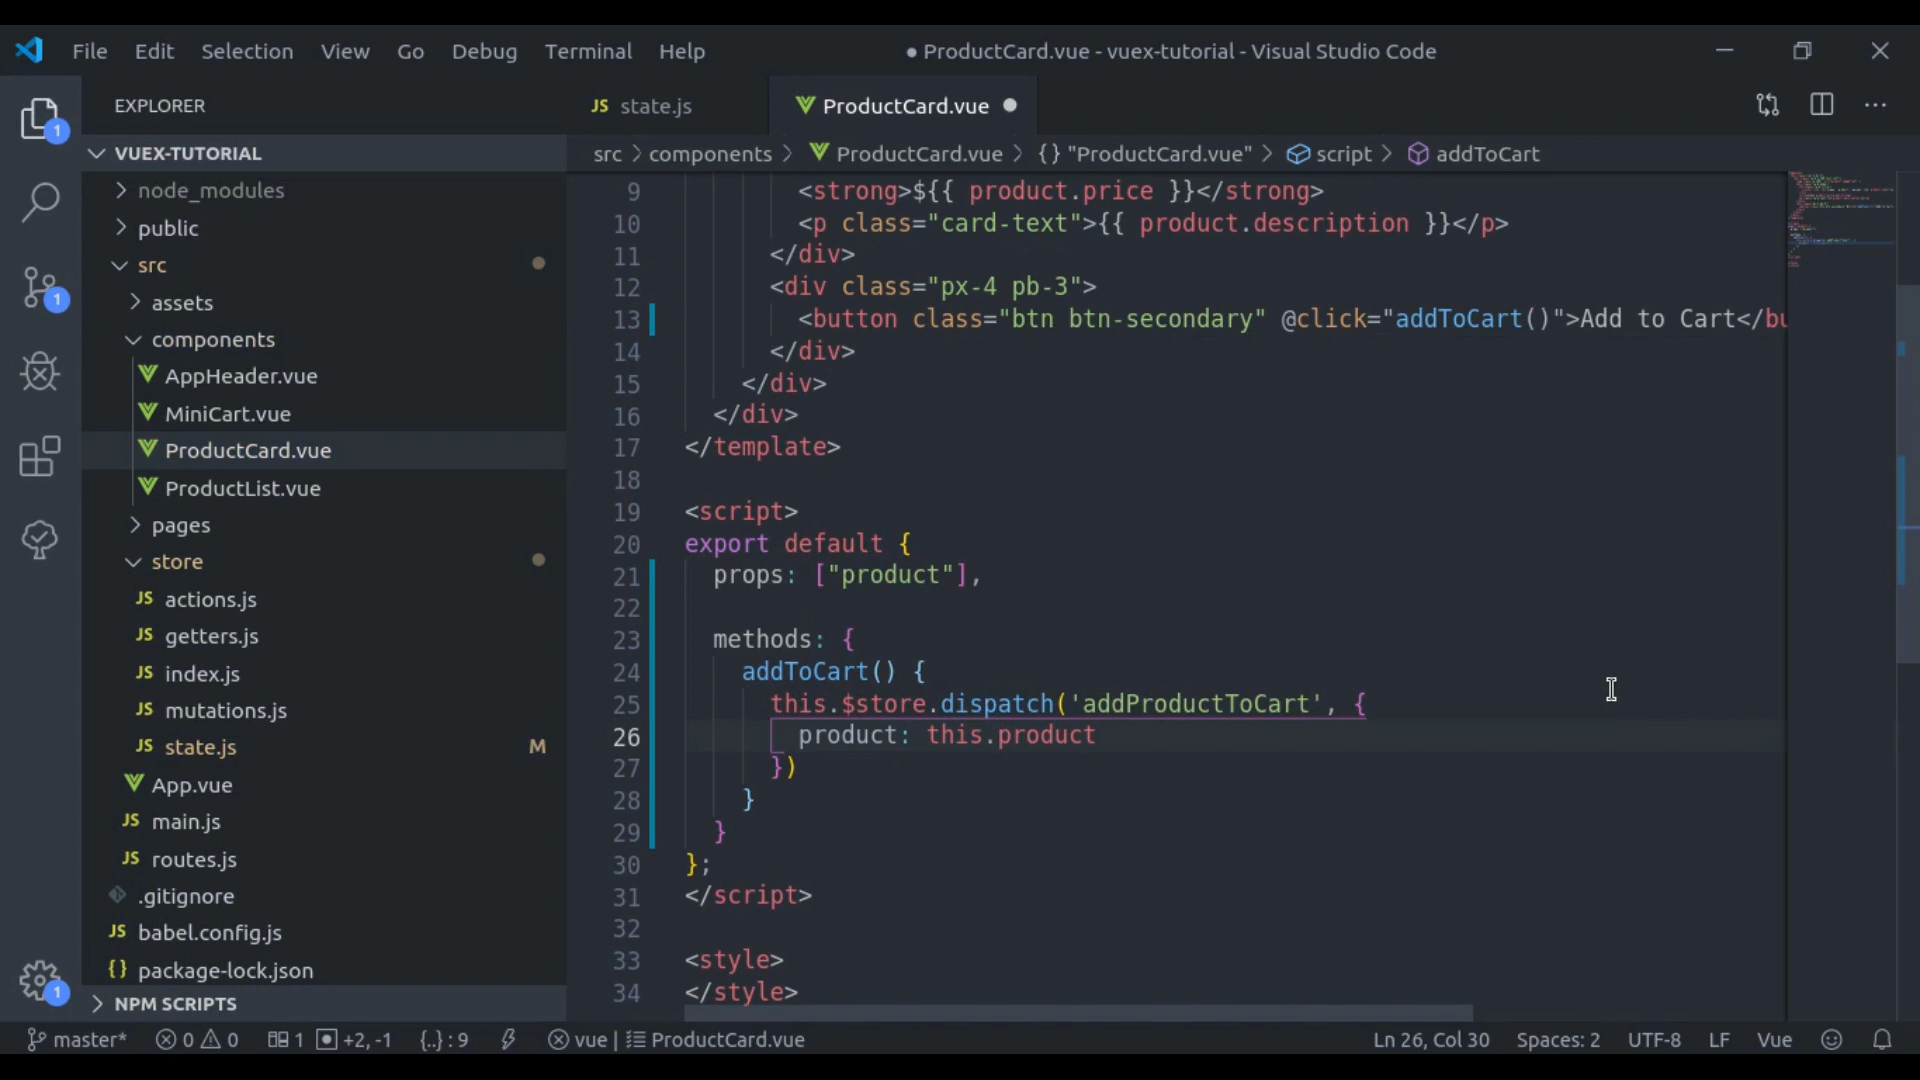 File Edit Selection View Go Debug Terminal Help ● ProductCard.vue - vuex-tutorial - Visual Studio Code
EXPLORER
JS state.js
ProductCard.vue
1
VUEX-TUTORIAL
src > components > ProductCard.vue > {} "ProductCard.vue" > script > addToCart
node_modules
public
src
assets
components
AppHeader.vue
MiniCart.vue
ProductCard.vue
ProductList.vue
pages
store
JS actions.js
JS getters.js
JS index.js
JS mutations.js
JS state.js M
App.vue
JS main.js
JS routes.js
.gitignore
JS babel.config.js
{} package-lock.json
NPM SCRIPTS
1
1
9 <strong>${{ product.price }}</strong>
10 <p class="card-text">{{ product.description }}</p>
11 </div>
12 <div class="px-4 pb-3">
13 <button class="btn btn-secondary" @click="addToCart()">Add to Cart</bu
14 </div>
15 </div>
16 </div>
17 </template>
18
19 <script>
20 export default {
21 props: ["product"],
22
23 methods: {
24 addToCart() {
25 this.$store.dispatch('addProductToCart', {
26 product: this.product
27 })
28 }
29 }
30 };
31 </script>
32
33 <style>
34 </style>
master* 0 0 1 +2, -1 {..} : 9 vue | ProductCard.vue Ln 26, Col 30 Spaces: 2 UTF-8 LF Vue